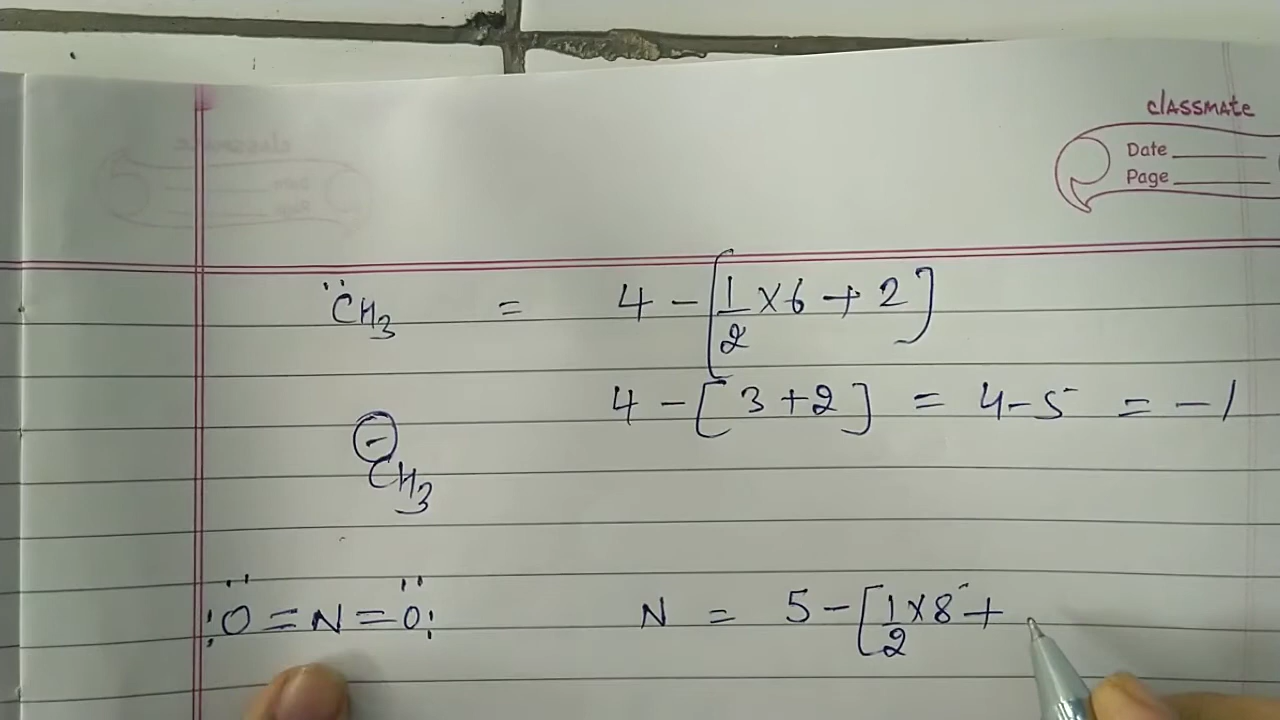 classmate
Date
Page
C̈H₃ = 4 - [1/2 × 6 + 2]
4 - [3 + 2] = 4 - 5 = -1
⊖
CH₃
:Ö = N = Ö: N = 5 - [1/2 × 8 +